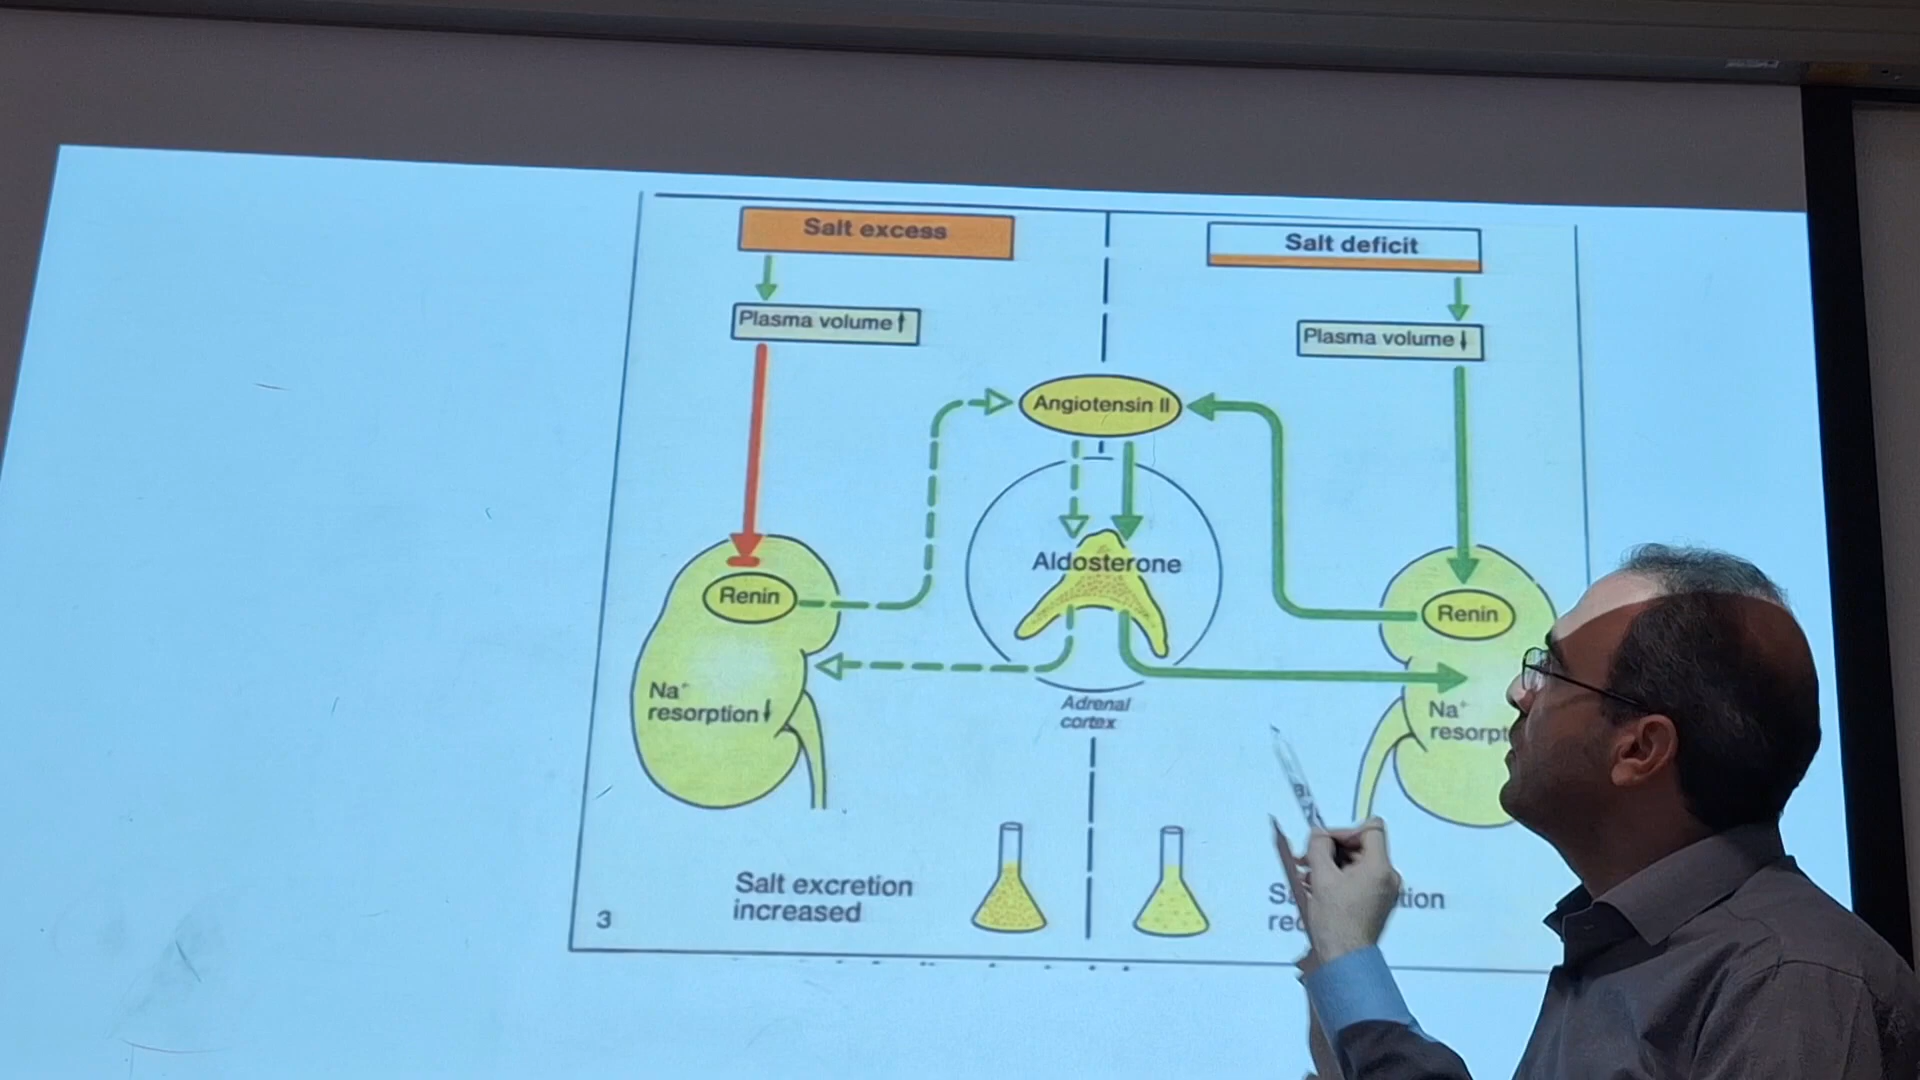 Salt excess
Plasma volume ↑
Renin
Na⁺
resorption ↓
Salt excretion
increased
3
Angiotensin II
Aldosterone
Adrenal
cortex
Salt deficit
Plasma volume ↓
Renin
Na⁺